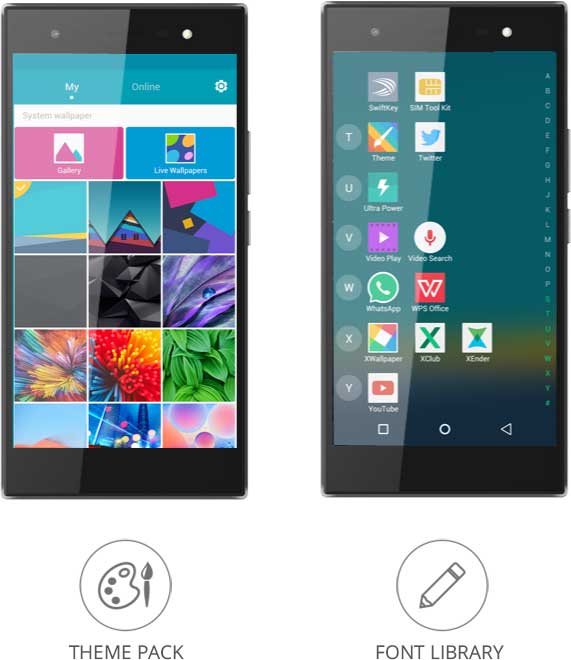 My Online
System wallpaper
Gallery Live Wallpapers
SwiftKey SIM Tool Kit
T Theme Twitter
U Ultra Power
V Video Play Video Search
W WhatsApp WPS Office
X XWallpaper XClub XEnder
Y YouTube
A
B
C
D
E
F
G
H
I
J
K
L
M
N
O
P
Q
R
S
T
U
V
W
X
Y
#
THEME PACK
FONT LIBRARY